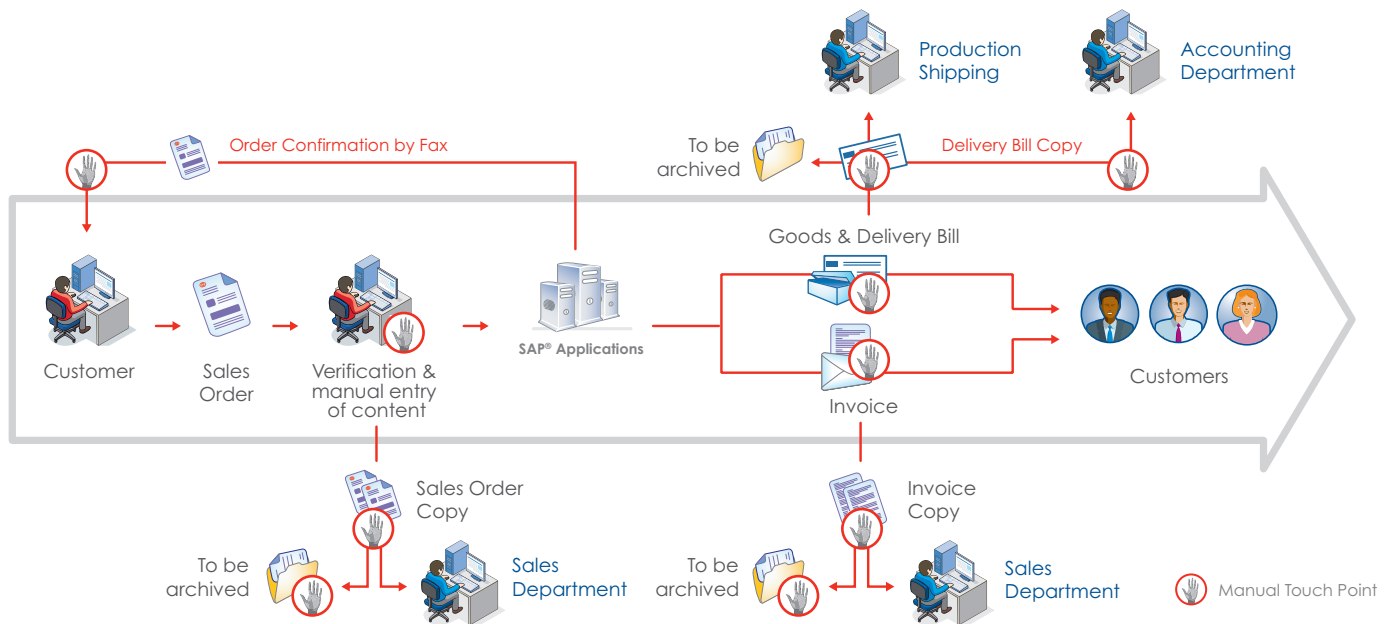 Production
Shipping
Accounting
Department
Order Confirmation by Fax
To be
archived
Delivery Bill Copy
Goods & Delivery Bill
SAP® Applications
Customer
Sales
Order
Verification &
manual entry
of content
Invoice
Customers
Sales Order
Copy
Invoice
Copy
To be
archived
Sales
Department
To be
archived
Sales
Department
Manual Touch Point